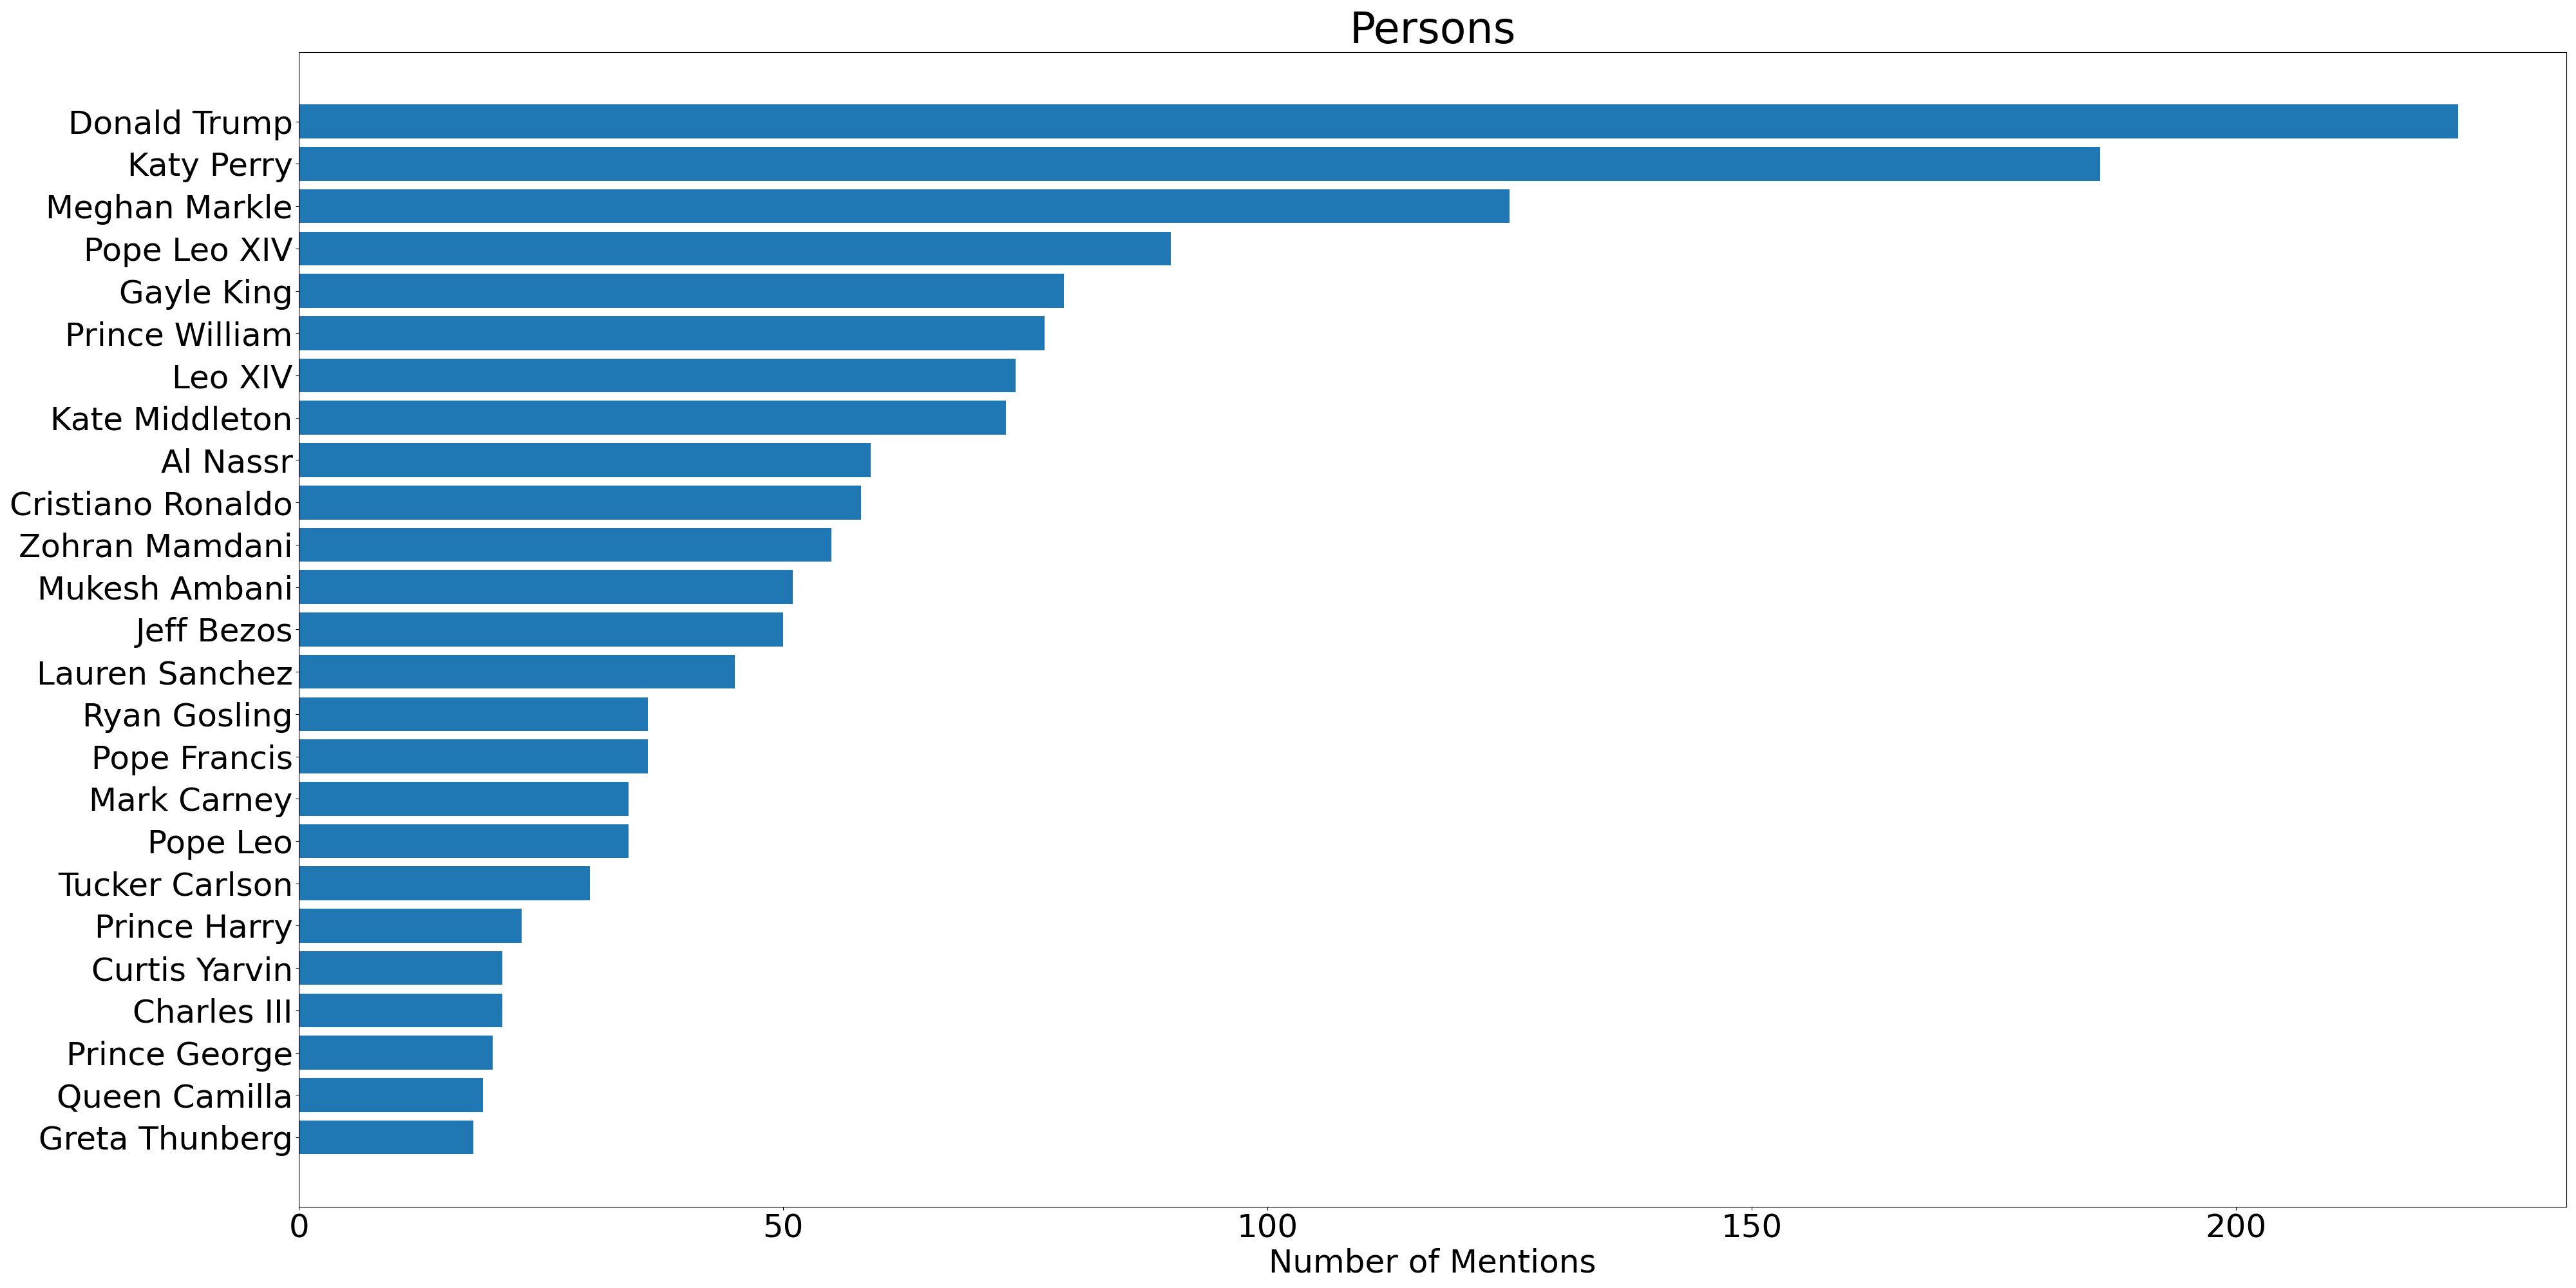 Persons
Donald Trump
Katy Perry
Meghan Markle
Pope Leo XIV
Gayle King
Prince William
Leo XIV
Kate Middleton
Al Nassr
Cristiano Ronaldo
Zohran Mamdani
Mukesh Ambani
Jeff Bezos
Lauren Sanchez
Ryan Gosling
Pope Francis
Mark Carney
Pope Leo
Tucker Carlson
Prince Harry
Curtis Yarvin
Charles III
Prince George
Queen Camilla
Greta Thunberg
0 50 100 150 200
Number of Mentions